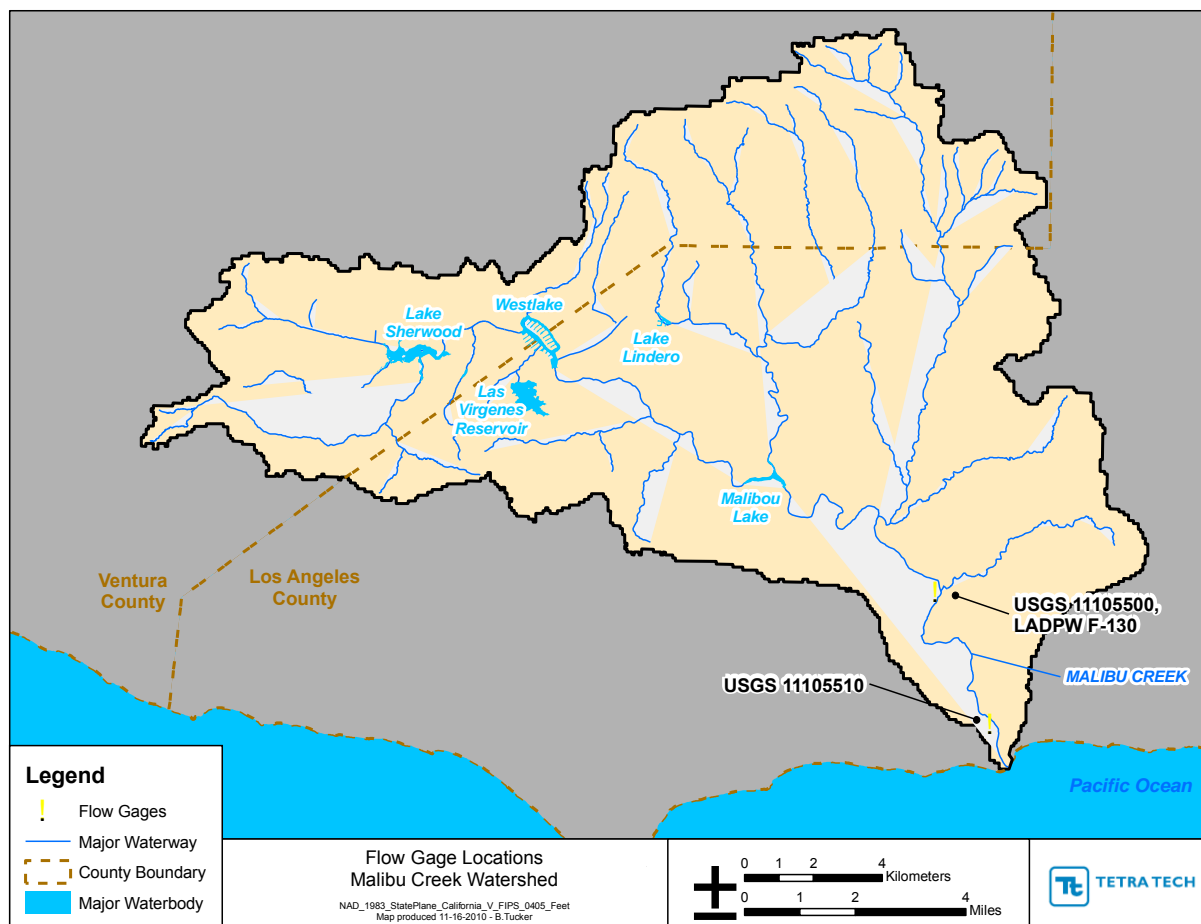 Westlake
Lake
Sherwood
Lake
Lindero
Las
Virgenes
Reservoir
Malibou
Lake
Ventura
County
Los Angeles
County
USGS 11105500,
LADPW F-130
MALIBU CREEK
USGS 11105510
Pacific Ocean
Legend
Flow Gages
Major Waterway
County Boundary
Major Waterbody
Flow Gage Locations
Malibu Creek Watershed
NAD_1983_StatePlane_California_V_FIPS_0405_Feet
Map produced 11-16-2010 - B.Tucker
0 1 2 4
Kilometers
0 1 2 4
Miles
Tt TETRA TECH